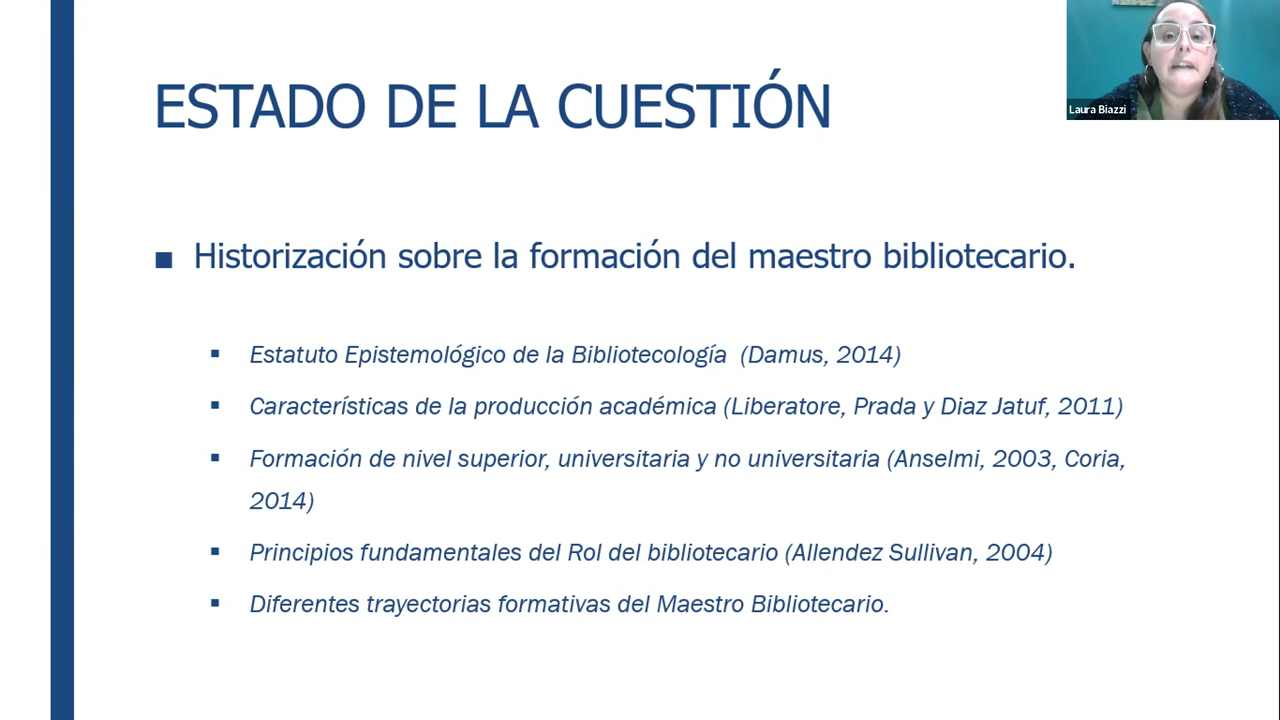 ESTADO DE LA CUESTIÓN
Laura Biazzi
■ Historización sobre la formación del maestro bibliotecario.
▪ Estatuto Epistemológico de la Bibliotecología (Damus, 2014)
▪ Características de la producción académica (Liberatore, Prada y Diaz Jatuf, 2011)
▪ Formación de nivel superior, universitaria y no universitaria (Anselmi, 2003, Coria,
2014)
▪ Principios fundamentales del Rol del bibliotecario (Allendez Sullivan, 2004)
▪ Diferentes trayectorias formativas del Maestro Bibliotecario.